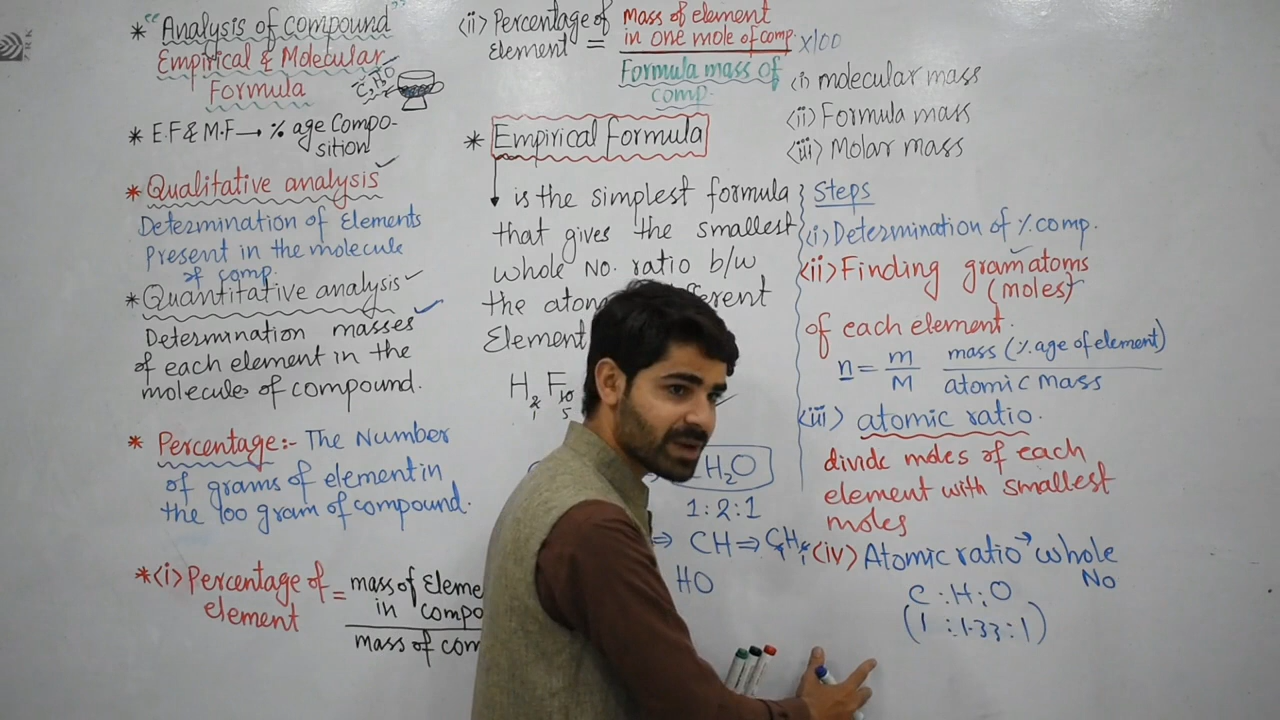 * "Analysis of compound"
Empirical & Molecular
Formula
* E.F & M.F → % age Compo-
sition
* Qualitative analysis
Determination of Elements
Present in the molecule
of comp.
* Quantitative analysis
Determination masses
of each element in the
molecules of compound.
* Percentage:- The Number
of grams of element in
the 100 gram of compound.
* (i) Percentage of element = mass of Eleme
in compo
mass of com
(ii) Percentage of Element = mass of element
in one mole of comp. x100
Formula mass of
comp.
(i) molecular mass
(ii) Formula mass
(iii) Molar mass
* Empirical Formula
is the simplest formula
that gives the smallest
whole No. ratio b/w
the atom
Element
CH2O
1:2:1
⇒ CH ⇒
HO
Steps
(i) Determination of % comp.
(ii) Finding gram atoms
(moles)
of each element.
n = m/M mass (% age of element)
atomic mass
(iii) atomic ratio.
divide moles of each
element with smallest
moles
(iv) Atomic ratio → whole
No
C : H : O
(1 : 1.33 : 1)